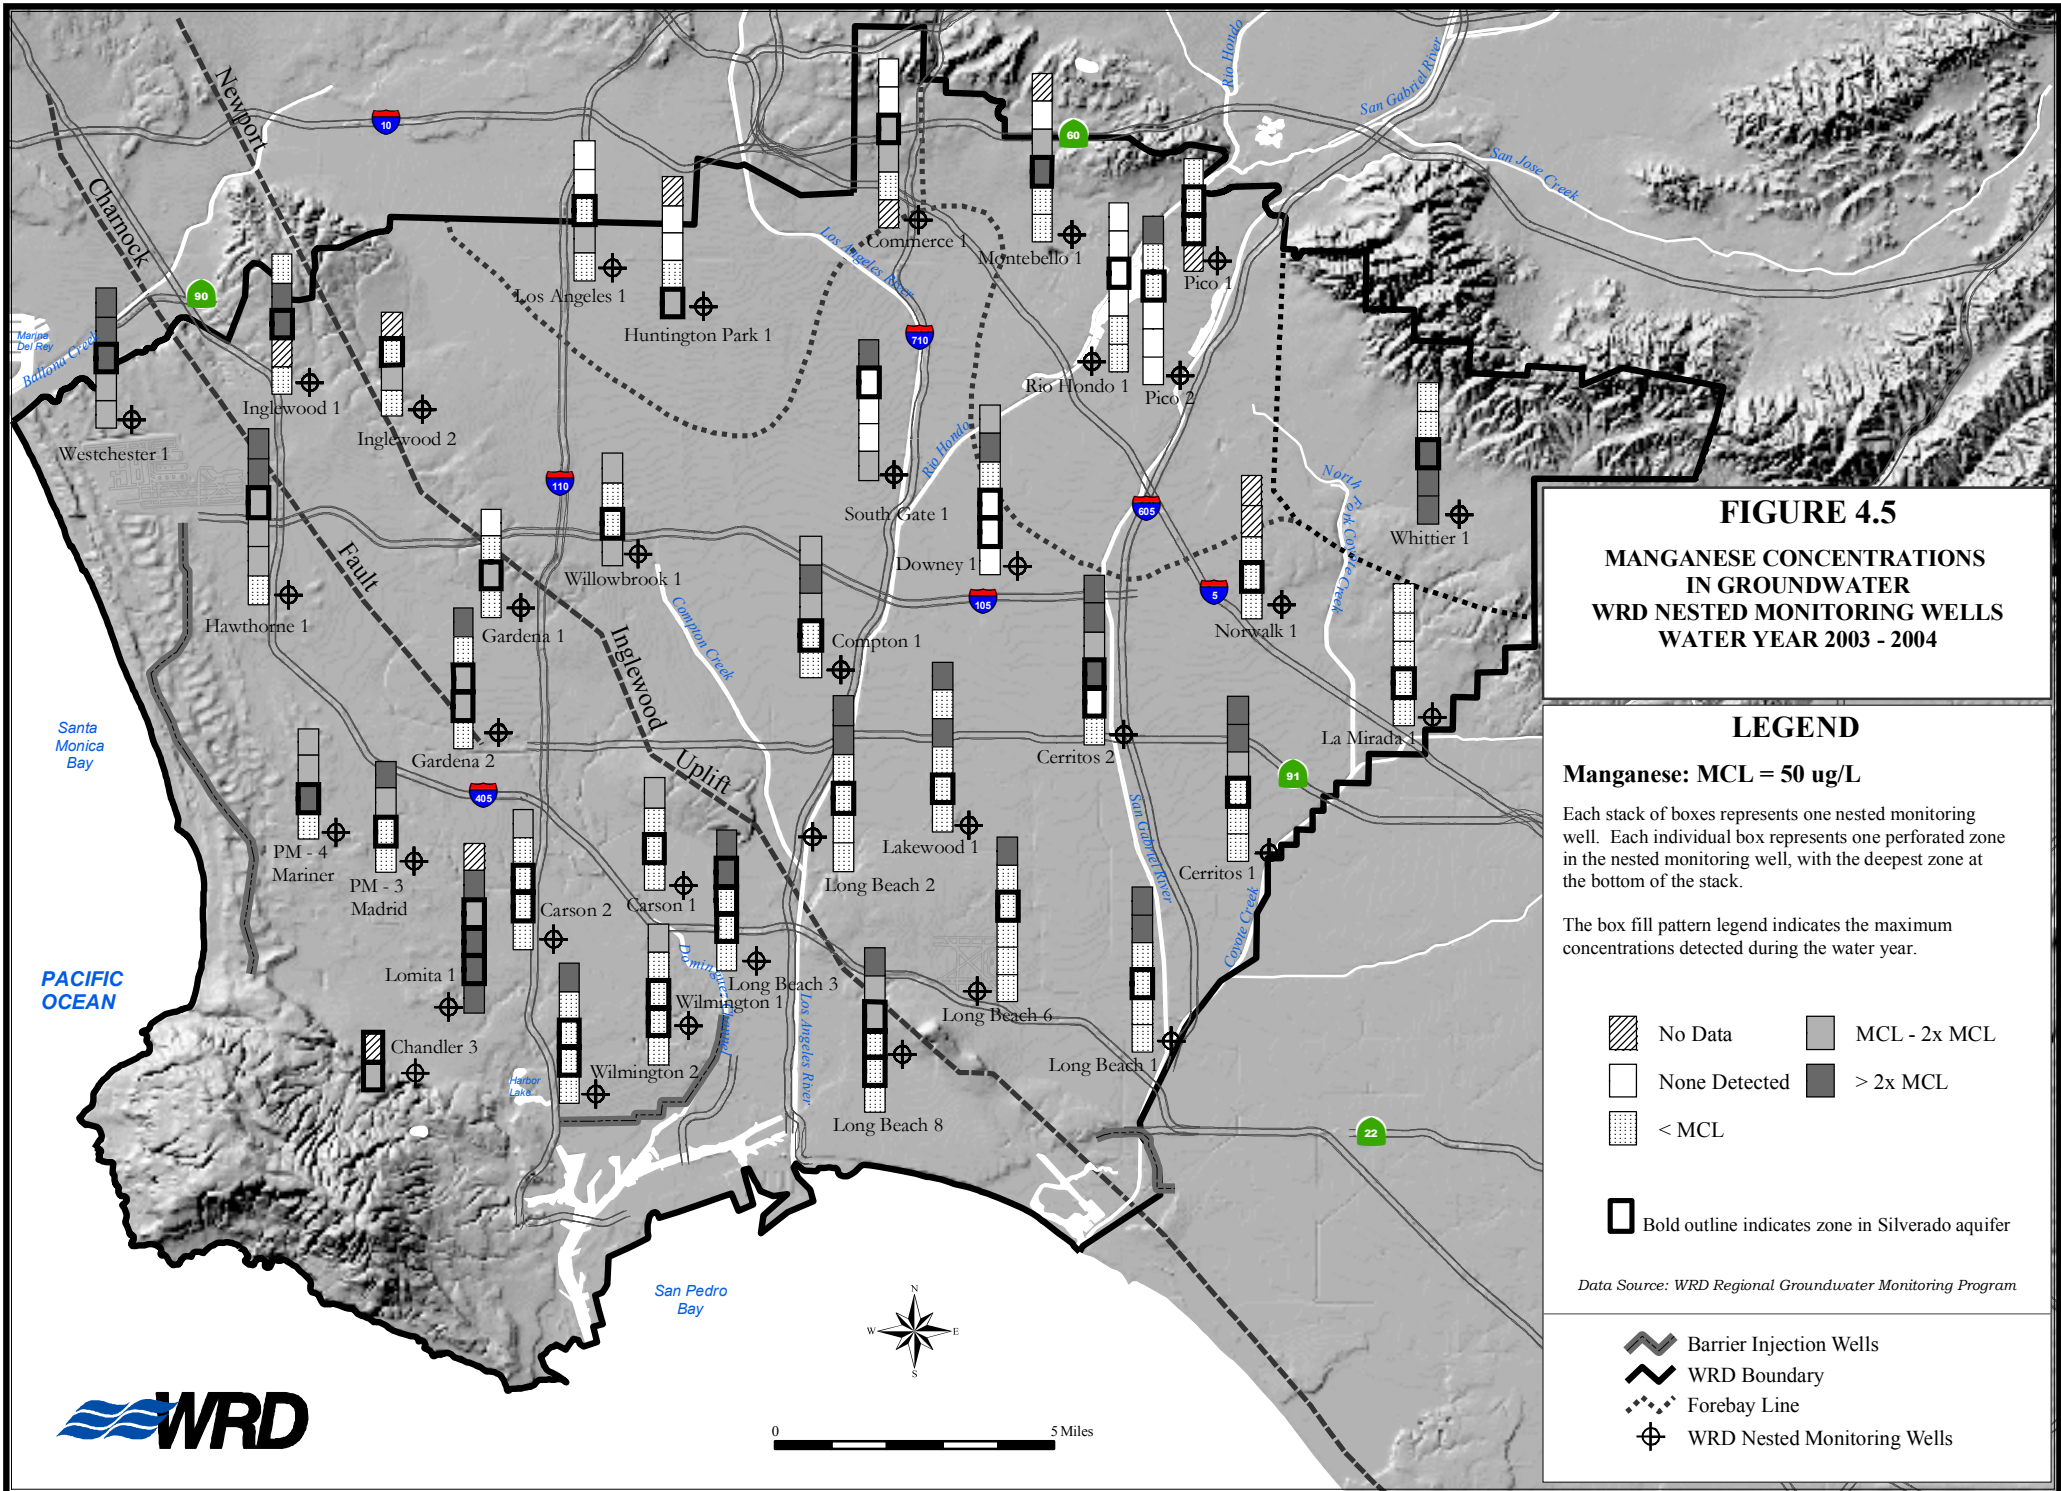 Newport
Charnock
Fault
Inglewood
Uplift
10
60
90
110
710
605
105
5
91
405
22
Rio Hondo
San Gabriel River
San Jose Creek
Los Angeles River
Marina
Del Rey
Ballona Creek
Rio Hondo
North Fork Coyote Creek
Compton Creek
San Gabriel River
Coyote Creek
Los Angeles River
Harbor
Lake
Commerce 1
Montebello 1
Pico 1
Los Angeles 1
Huntington Park 1
Rio Hondo 1
Pico 2
Inglewood 1
Inglewood 2
Westchester 1
South Gate 1
Whittier 1
Downey 1
Willowbrook 1
Hawthorne 1
Gardena 1
Compton 1
Norwalk 1
La Mirada 1
Gardena 2
Cerritos 2
PM - 4
Mariner
PM - 3
Madrid
Lakewood 1
Long Beach 2
Cerritos 1
Carson 2
Carson 1
Lomita 1
Long Beach 3
Wilmington 1
Long Beach 6
Chandler 3
Wilmington 2
Long Beach 1
Long Beach 8
Santa
Monica
Bay
PACIFIC
OCEAN
San Pedro
Bay
N
W
E
S
0
5 Miles
WRD
FIGURE 4.5
MANGANESE CONCENTRATIONS
IN GROUNDWATER
WRD NESTED MONITORING WELLS
WATER YEAR 2003 - 2004
LEGEND
Manganese: MCL = 50 ug/L
Each stack of boxes represents one nested monitoring
well. Each individual box represents one perforated zone
in the nested monitoring well, with the deepest zone at
the bottom of the stack.
The box fill pattern legend indicates the maximum
concentrations detected during the water year.
No Data
MCL - 2x MCL
None Detected
> 2x MCL
< MCL
Bold outline indicates zone in Silverado aquifer
Data Source: WRD Regional Groundwater Monitoring Program
Barrier Injection Wells
WRD Boundary
Forebay Line
WRD Nested Monitoring Wells